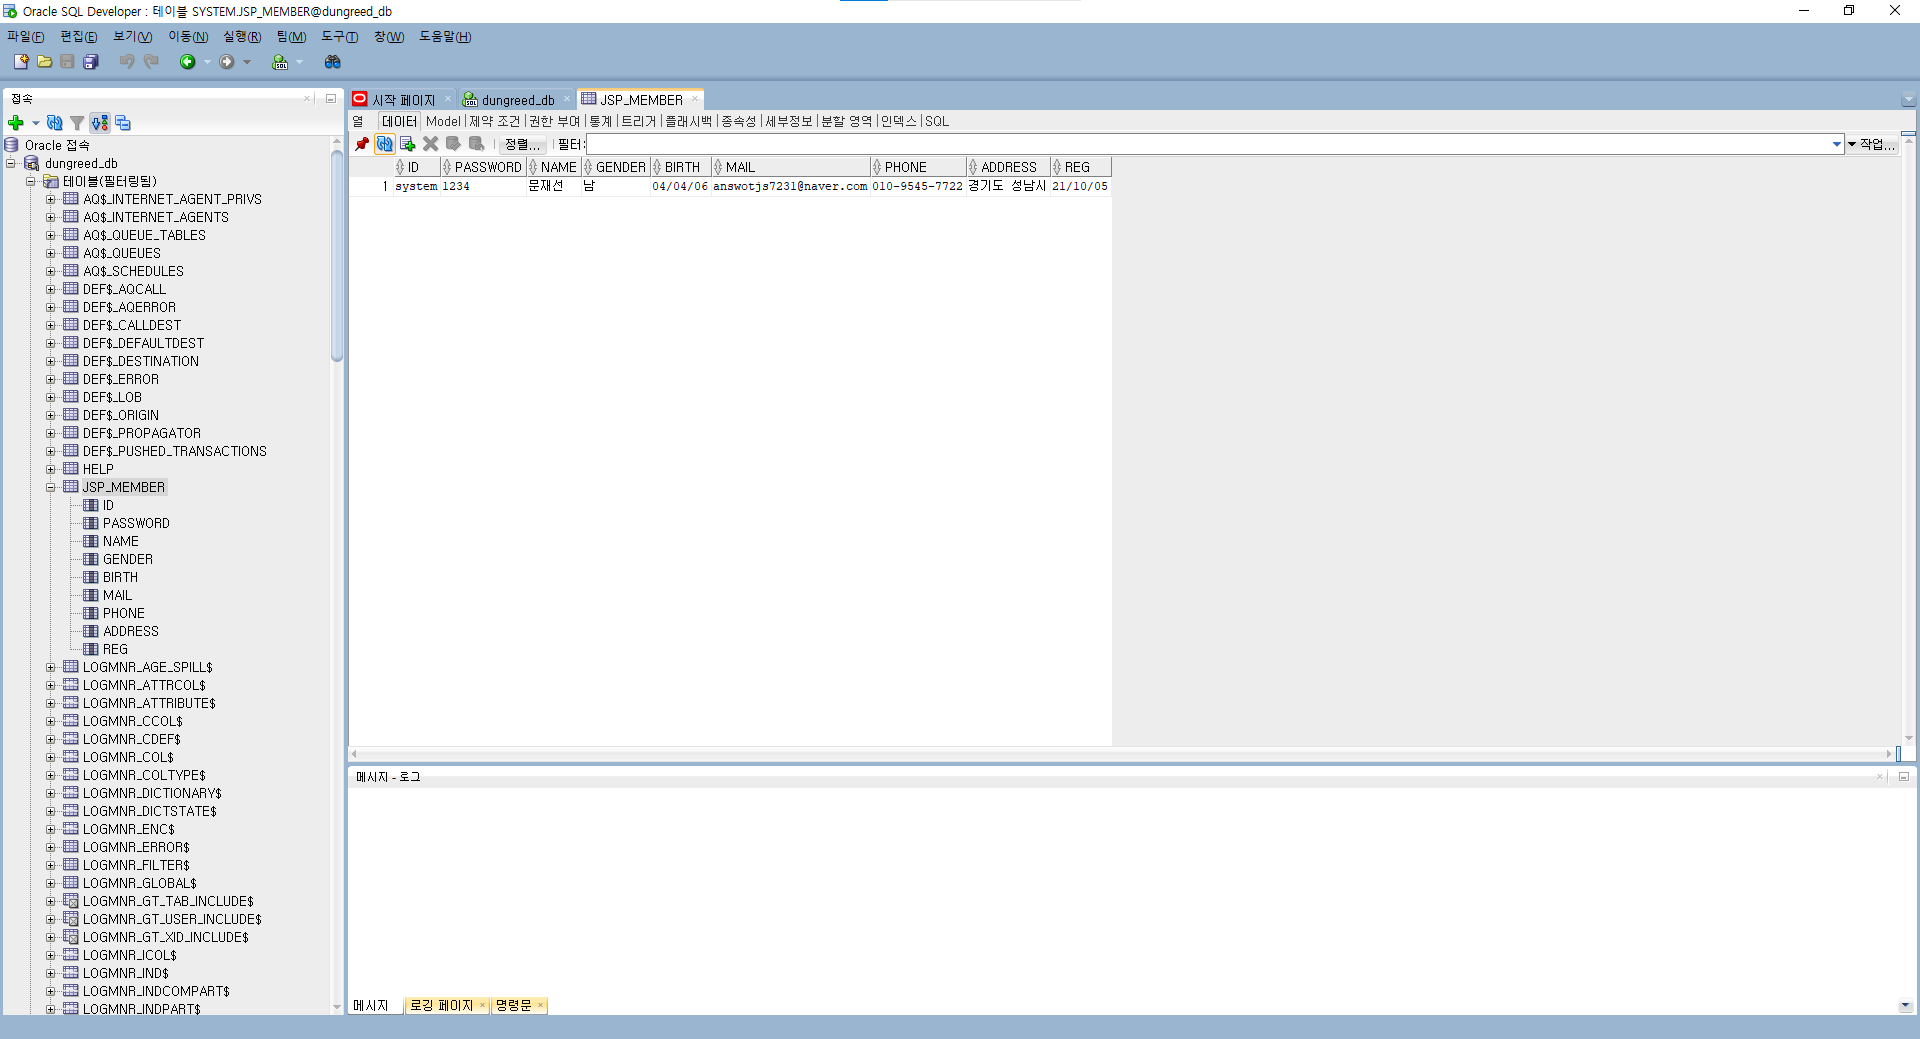 Oracle SQL Developer : 테이블 SYSTEM.JSP_MEMBER@dungreed_db
파일(F) 편집(E) 보기(V) 이동(N) 실행(R) 팀(M) 도구(T) 창(W) 도움말(H)
접속
Oracle 접속
dungreed_db
테이블(필터링됨)
AQ$_INTERNET_AGENT_PRIVS
AQ$_INTERNET_AGENTS
AQ$_QUEUE_TABLES
AQ$_QUEUES
AQ$_SCHEDULES
DEF$_AQCALL
DEF$_AQERROR
DEF$_CALLDEST
DEF$_DEFAULTDEST
DEF$_DESTINATION
DEF$_ERROR
DEF$_LOB
DEF$_ORIGIN
DEF$_PROPAGATOR
DEF$_PUSHED_TRANSACTIONS
HELP
JSP_MEMBER
ID
PASSWORD
NAME
GENDER
BIRTH
MAIL
PHONE
ADDRESS
REG
LOGMNR_AGE_SPILL$
LOGMNR_ATTRCOL$
LOGMNR_ATTRIBUTE$
LOGMNR_CCOL$
LOGMNR_CDEF$
LOGMNR_COL$
LOGMNR_COLTYPE$
LOGMNR_DICTIONARY$
LOGMNR_DICTSTATE$
LOGMNR_ENC$
LOGMNR_ERROR$
LOGMNR_FILTER$
LOGMNR_GLOBAL$
LOGMNR_GT_TAB_INCLUDE$
LOGMNR_GT_USER_INCLUDE$
LOGMNR_GT_XID_INCLUDE$
LOGMNR_ICOL$
LOGMNR_IND$
LOGMNR_INDCOMPART$
LOGMNR_INDPART$
시작 페이지 dungreed_db JSP_MEMBER
열 데이터 Model 제약 조건 권한 부여 통계 트리거 플래시백 종속성 세부정보 분할 영역 인덱스 SQL
정렬... 필터: 작업...
ID PASSWORD NAME GENDER BIRTH MAIL PHONE ADDRESS REG
1 system 1234 문재선 남 04/04/06 answotjs7231@naver.com 010-9545-7722 경기도 성남시 21/10/05
메시지 - 로그
메시지 로깅 페이지 명령문